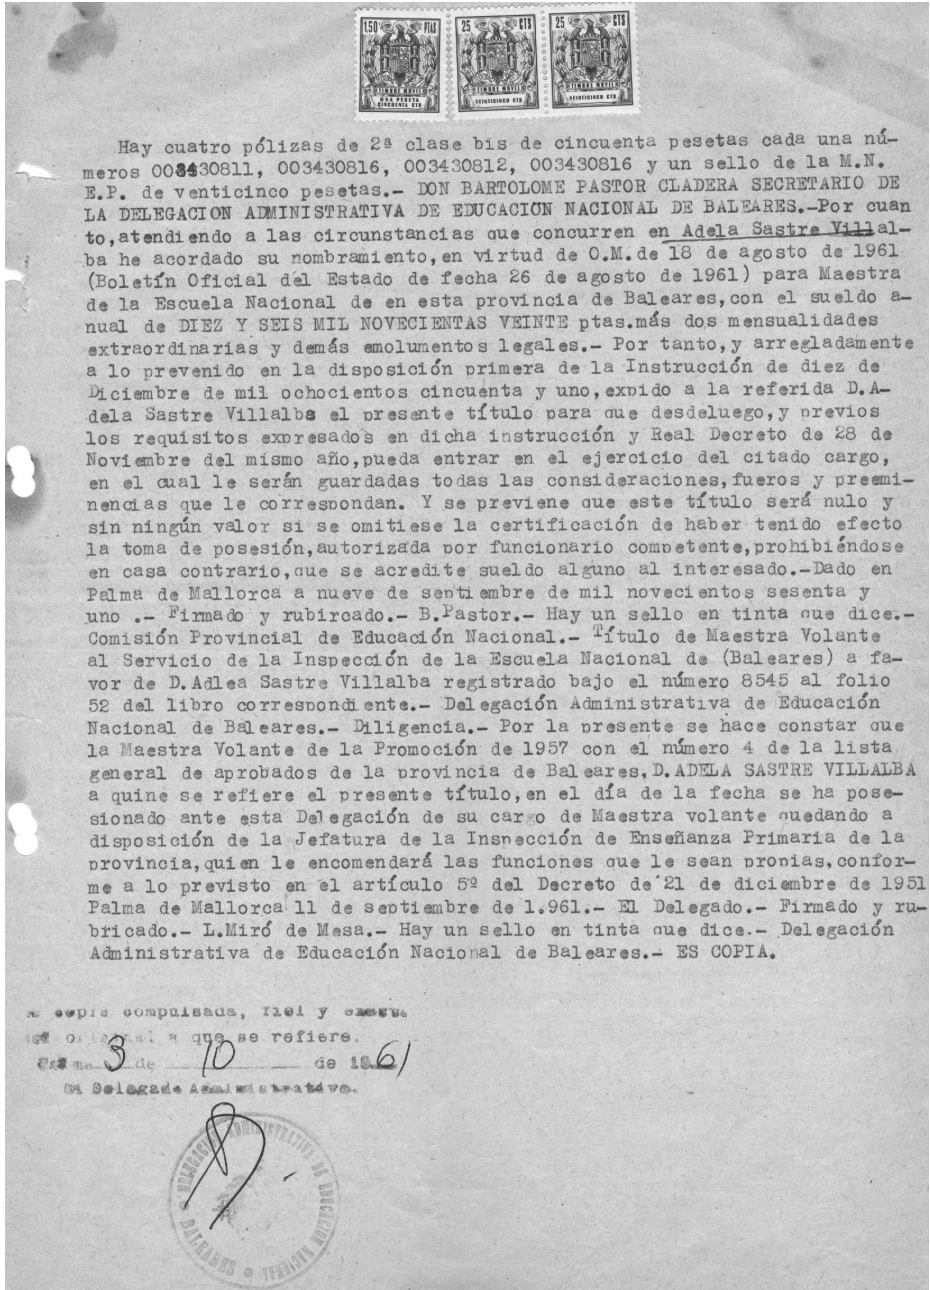 1.50 PTAS
TIMBRE MOVIL
UNA PESETA
CINCUENTA CTS
25 CTS
TIMBRE MOVIL
VEINTICINCO CTS
25 CTS
TIMBRE MOVIL
VEINTICINCO CTS
Hay cuatro pólizas de 2ª clase bis de cincuenta pesetas cada una nú-
meros 003430811, 003430816, 003430812, 003430816 y un sello de la M.N.
E.P. de venticinco pesetas.- DON BARTOLOME PASTOR CLADERA SECRETARIO DE
LA DELEGACION ADMINISTRATIVA DE EDUCACION NACIONAL DE BALEARES.-Por cuan
to,atendiendo a las circunstancias que concurren en Adela Sastre Villal-
ba he acordado su nombramiento,en virtud de O.M.de 18 de agosto de 1961
(Boletín Oficial del Estado de fecha 26 de agosto de 1961) para Maestra
de la Escuela Nacional de en esta provincia de Baleares,con el sueldo a-
nual de DIEZ Y SEIS MIL NOVECIENTAS VEINTE ptas.más dos mensualidades
extraordinarias y demás emolumentos legales.- Por tanto,y arregladamente
a lo prevenido en la disposición primera de la Instrucción de diez de
Diciembre de mil ochocientos cincuenta y uno,expido a la referida D.A-
dela Sastre Villalba el presente título para que desdeluego,y previos
los requisitos expresados en dicha instrucción y Real Decreto de 28 de
Noviembre del mismo año,pueda entrar en el ejercicio del citado cargo,
en el cual le serán guardadas todas las consideraciones,fueros y preemi-
nencias que le correspondan. Y se previene que este título será nulo y
sin ningún valor si se omitiese la certificación de haber tenido efecto
la toma de posesión,autorizada por funcionario competente,prohibiéndose
en casa contrario,que se acredite sueldo alguno al interesado.-Dado en
Palma de Mallorca a nueve de septiembre de mil novecientos sesenta y
uno .- Firmado y rubircado.- B.Pastor.- Hay un sello en tinta que dice.-
Comisión Provincial de Educación Nacional.- Título de Maestra Volante
al Servicio de la Inspección de la Escuela Nacional de (Baleares) a fa-
vor de D.Adlea Sastre Villalba registrado bajo el número 8545 al folio
52 del libro correspondiente.- Delegación Administrativa de Educación
Nacional de Baleares.- Diligencia.- Por la presente se hace constar que
la Maestra Volante de la Promoción de 1957 con el número 4 de la lista
general de aprobados de la provincia de Baleares,D.ADELA SASTRE VILLALBA
a quine se refiere el presente título,en el día de la fecha se ha pose-
sionado ante esta Delegación de su cargo de Maestra volante quedando a
disposición de la Jefatura de la Inspección de Enseñanza Primaria de la
provincia,quien le encomendará las funciones que le sean propias,confor-
me a lo previsto en el artículo 5º del Decreto de 21 de diciembre de 1951
Palma de Mallorca 11 de septiembre de 1.961.- El Delegado.- Firmado y ru-
bricado.- L.Miró de Mesa.- Hay un sello en tinta que dice.- Delegación
Administrativa de Educación Nacional de Baleares.- ES COPIA.
copia compulsada, fiel y
original a que se refiere.
3 de 10 de 1961
El Delegado Administrativo.
DELEGACION ADMINISTRATIVA DE EDUCACION NACIONAL
BALEARES